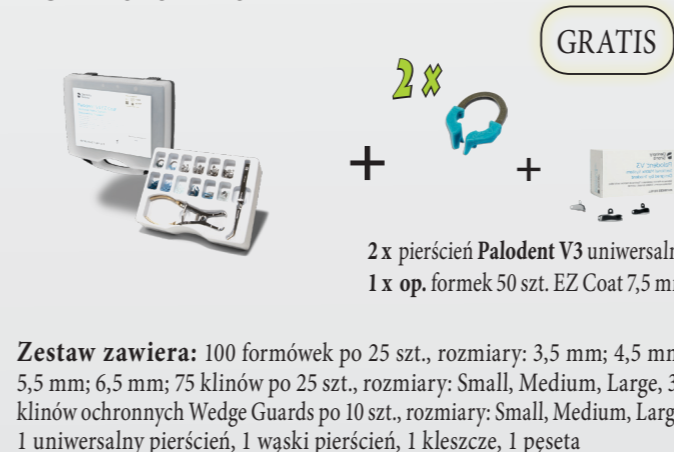 GRATIS
2 x
+
+
Palodent V3
2 x pierścień Palodent V3 uniwersaln
1 x op. formek 50 szt. EZ Coat 7,5 m
Zestaw zawiera: 100 formówek po 25 szt., rozmiary: 3,5 mm; 4,5 mm
5,5 mm; 6,5 mm; 75 klinów po 25 szt., rozmiary: Small, Medium, Large, 3
klinów ochronnych Wedge Guards po 10 szt., rozmiary: Small, Medium, Larg
1 uniwersalny pierścień, 1 wąski pierścień, 1 kleszcze, 1 pęseta